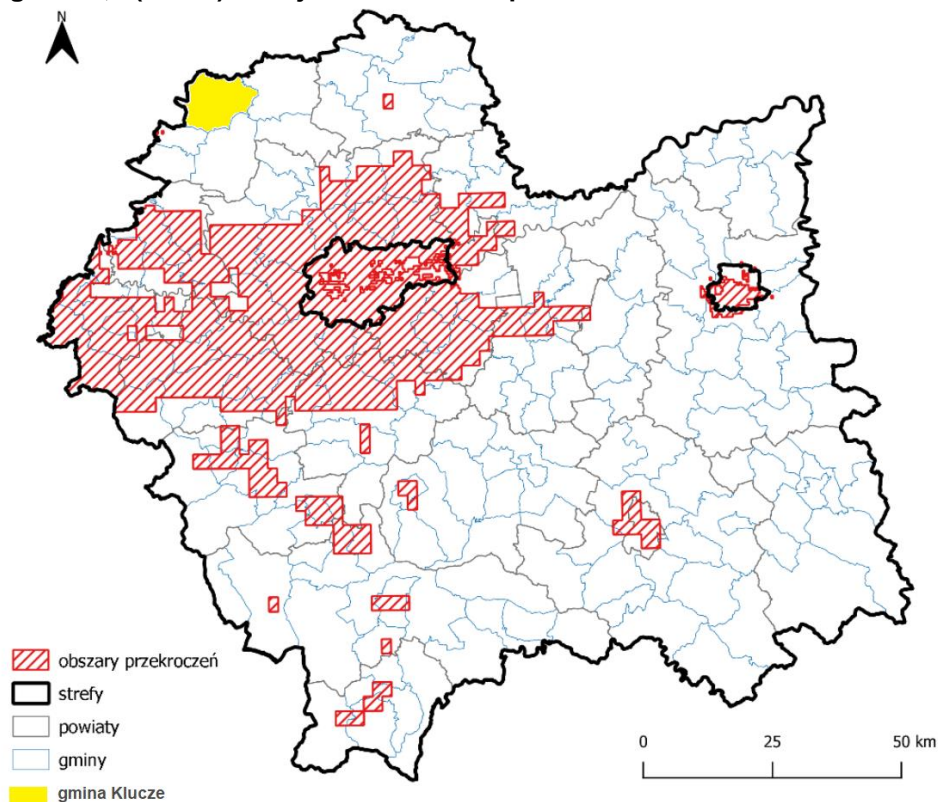 N
obszary przekroczeń
strefy
powiaty
gminy
gmina Klucze
0 25 50 km